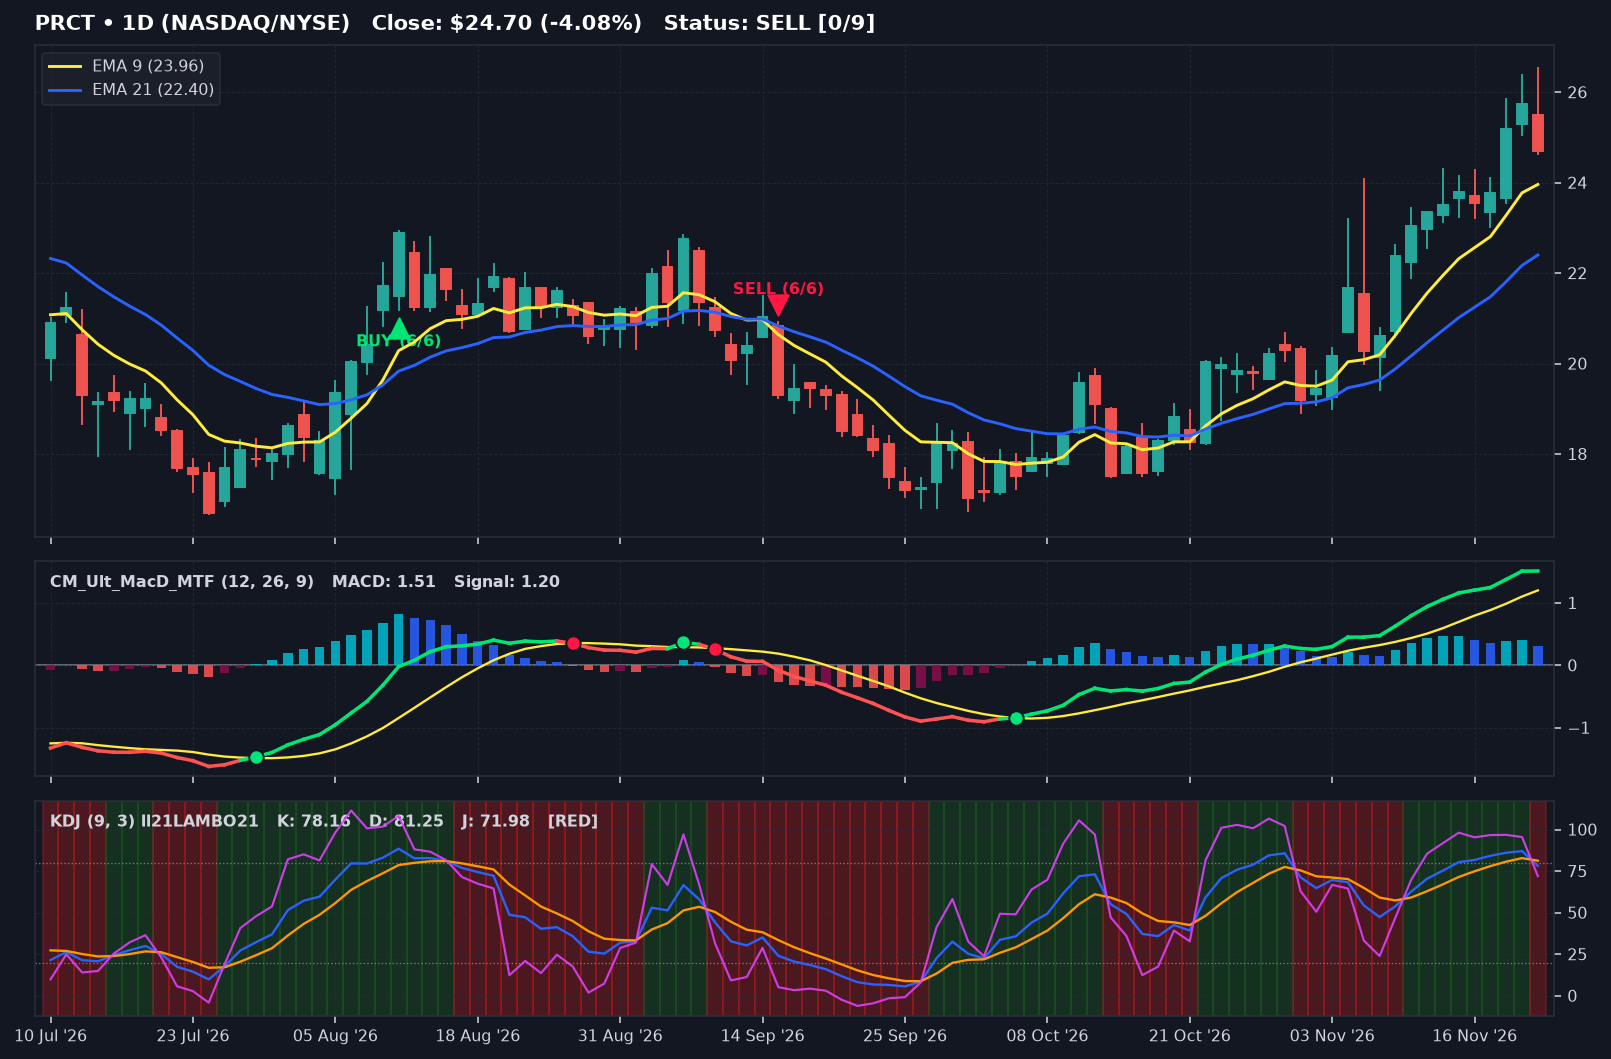 PRCT • 1D (NASDAQ/NYSE)   Close: $24.70 (-4.08%)   Status: SELL [0/9]
EMA 9 (23.96)
EMA 21 (22.40)
26
24
22
20
18
SELL (6/6)
BUY (6/6)
CM_Ult_MacD_MTF (12, 26, 9)   MACD: 1.51   Signal: 1.20
1
0
−1
KDJ (9, 3) II21LAMBO21   K: 78.16   D: 81.25   J: 71.98   [RED]
100
75
50
25
0
10 Jul '26
23 Jul '26
05 Aug '26
18 Aug '26
31 Aug '26
14 Sep '26
25 Sep '26
08 Oct '26
21 Oct '26
03 Nov '26
16 Nov '26